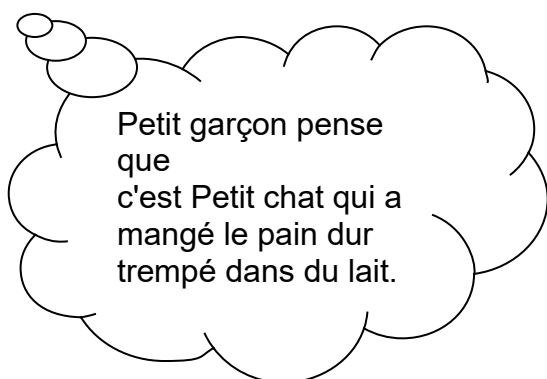 Petit garçon pense
que
c'est Petit chat qui a
mangé le pain dur
trempé dans du lait.